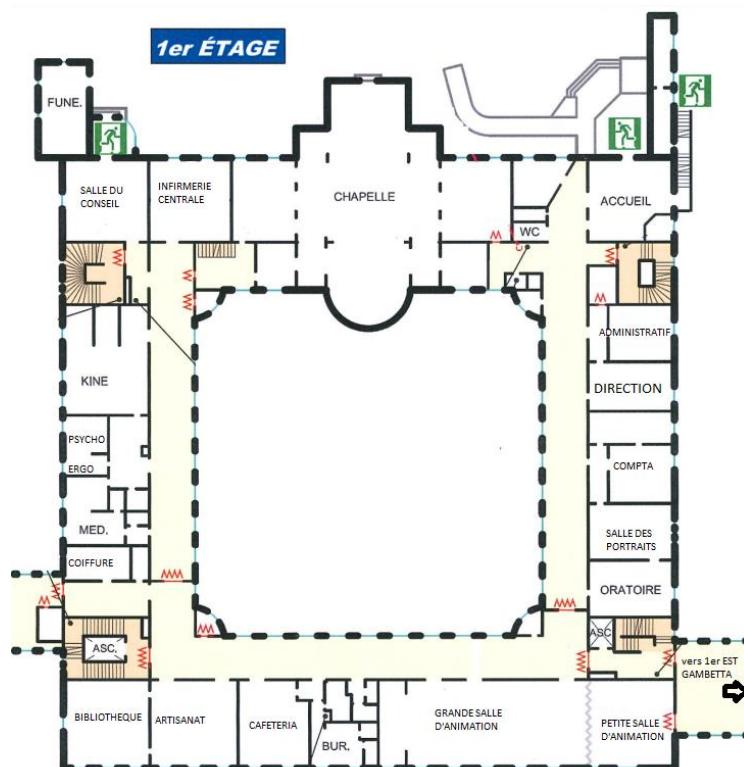 1er ÉTAGE
FUNE.
SALLE DU
CONSEIL
INFIRMERIE
CENTRALE
CHAPELLE
WC
ACCUEIL
ADMINISTRATIF
KINE
DIRECTION
PSYCHO
ERGO
COMPTA
MED.
SALLE DES
PORTRAITS
COIFFURE
ORATOIRE
ASC.
ASC
vers 1er EST
GAMBETTA
BIBLIOTHEQUE
ARTISANAT
CAFETERIA
BUR.
GRANDE SALLE
D'ANIMATION
PETITE SALLE
D'ANIMATION